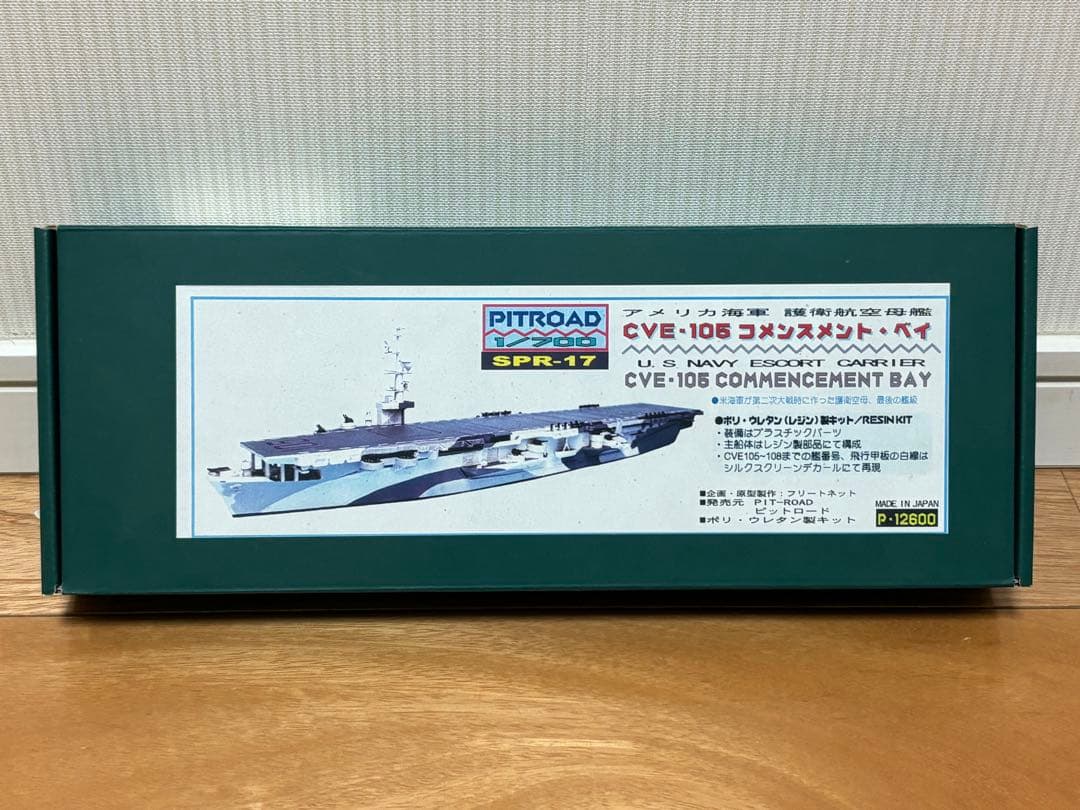 PITROAD
1/700
SPR-17
アメリカ海軍 護衛航空母艦
CVE・105 コメンスメント・ベイ
U.S NAVY ESCORT CARRIER
CVE・105 COMMENCEMENT BAY
●米海軍が第二次大戦時に作った護衛空母、最後の艦級
●ポリ・ウレタン(レジン)製キット/RESIN KIT
・装備はプラスチックパーツ
・主船体はレジン製部品にて構成
・CVE105~108までの艦番号、飛行甲板の白線は
シルクスクリーンデカールにて再現
■企画・原型製作:フリートネット
■発売元 PIT-ROAD
ピットロード
■ポリ・ウレタン製キット
MADE IN JAPAN
P・12600